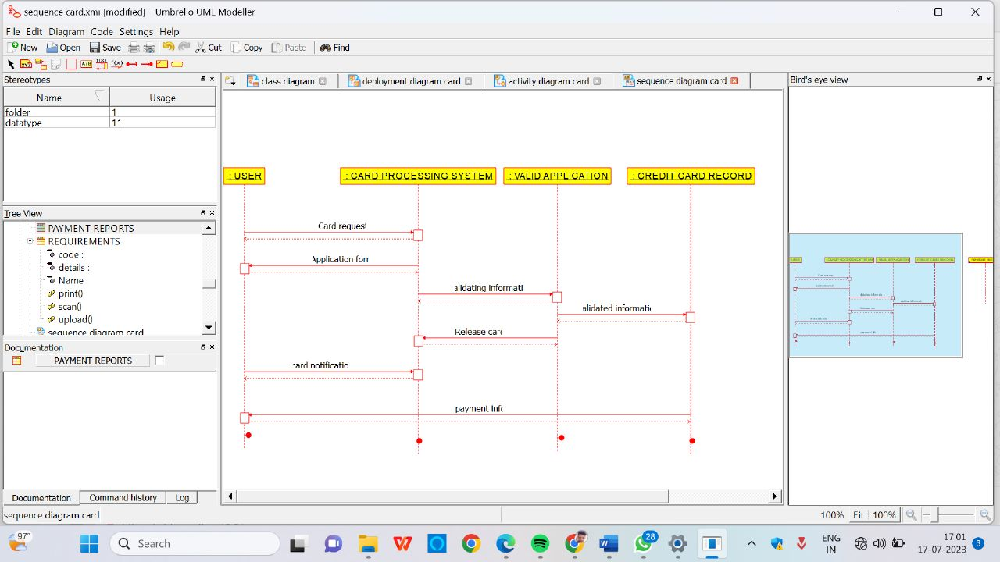 sequence card.xmi [modified] – Umbrello UML Modeller
File Edit Diagram Code Settings Help
New Open Save Cut Copy Paste Find
Stereotypes
Name Usage
folder 1
datatype 11
Tree View
PAYMENT REPORTS
REQUIREMENTS
code :
details :
Name :
print()
scan()
upload()
sequence diagram card
Documentation
PAYMENT REPORTS
Documentation Command history Log
sequence diagram card
class diagram deployment diagram card activity diagram card sequence diagram card
: USER : CARD PROCESSING SYSTEM : VALID APPLICATION : CREDIT CARD RECORD
Card reques
Application for
alidating informati
alidated informati
Release car
card notificatio
payment inf
Bird's eye view
100% Fit 100%
97°
Search
28
ENG
IN
17:01
17-07-2023
3